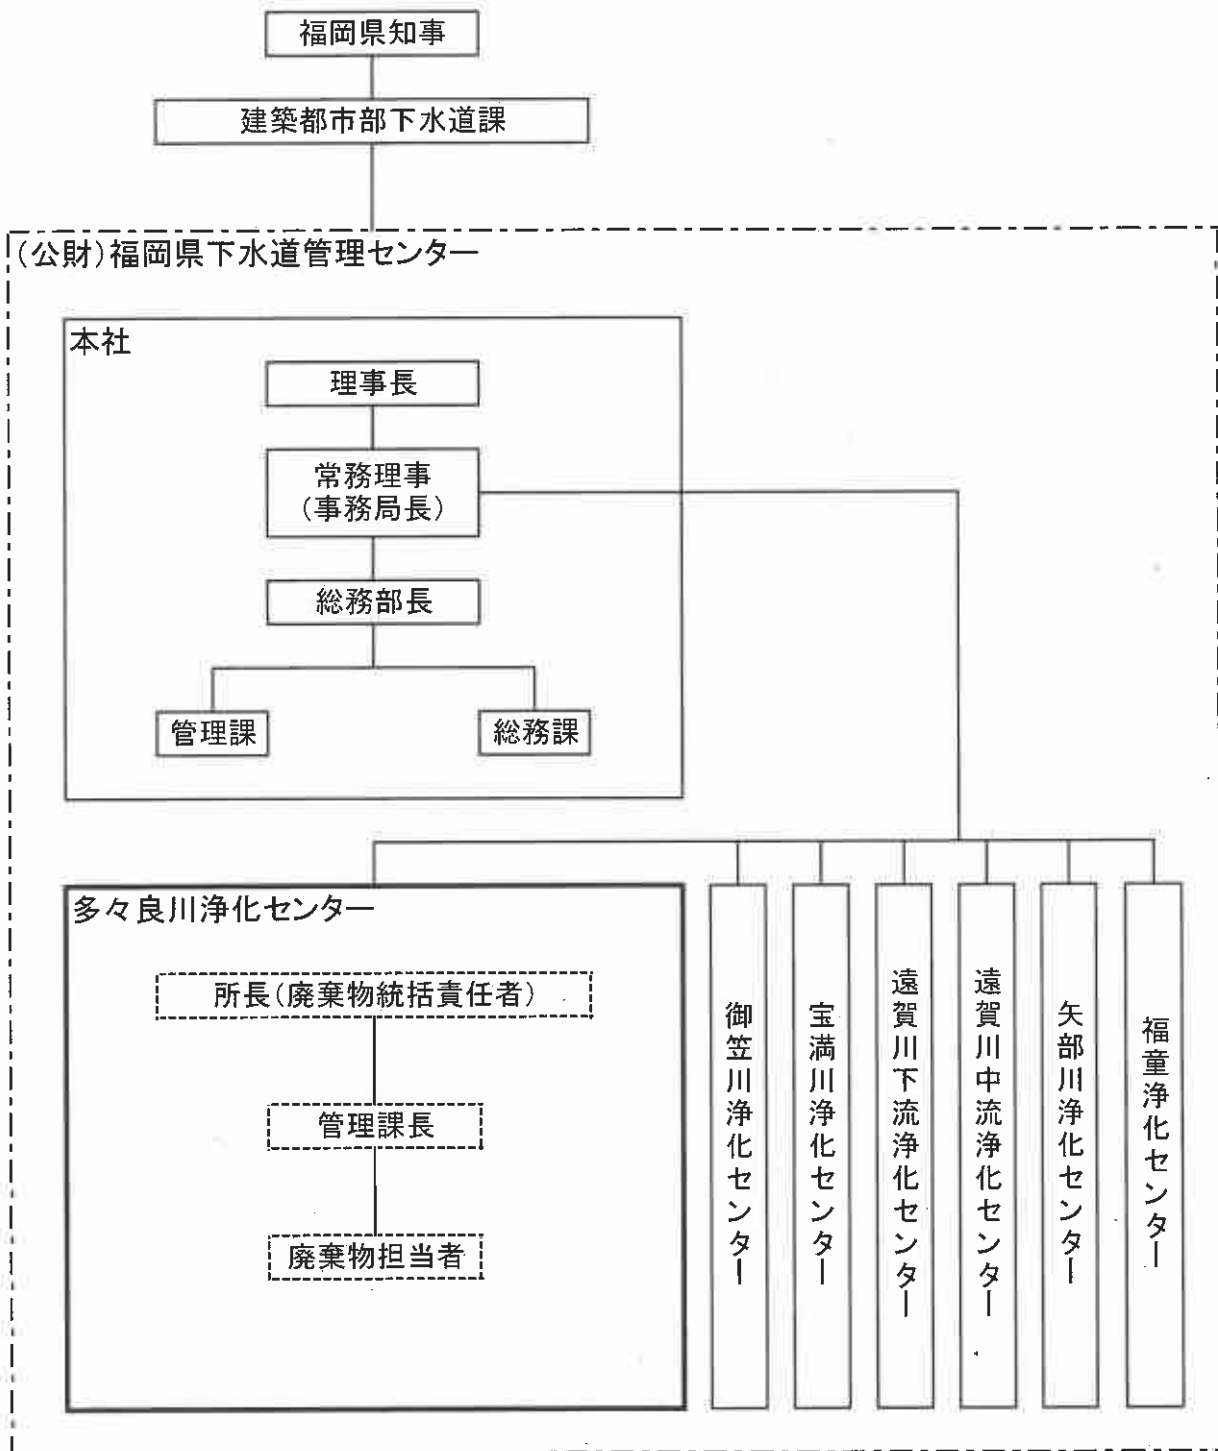 福岡県知事
建築都市部下水道課
(公財)福岡県下水道管理センター
本社
理事長
常務理事
(事務局長)
総務部長
管理課
総務課
多々良川浄化センター
所長(廃棄物統括責任者)
管理課長
廃棄物担当者
御笠川浄化センター
宝満川浄化センター
遠賀川下流浄化センター
遠賀川中流浄化センター
矢部川浄化センター
福童浄化センター